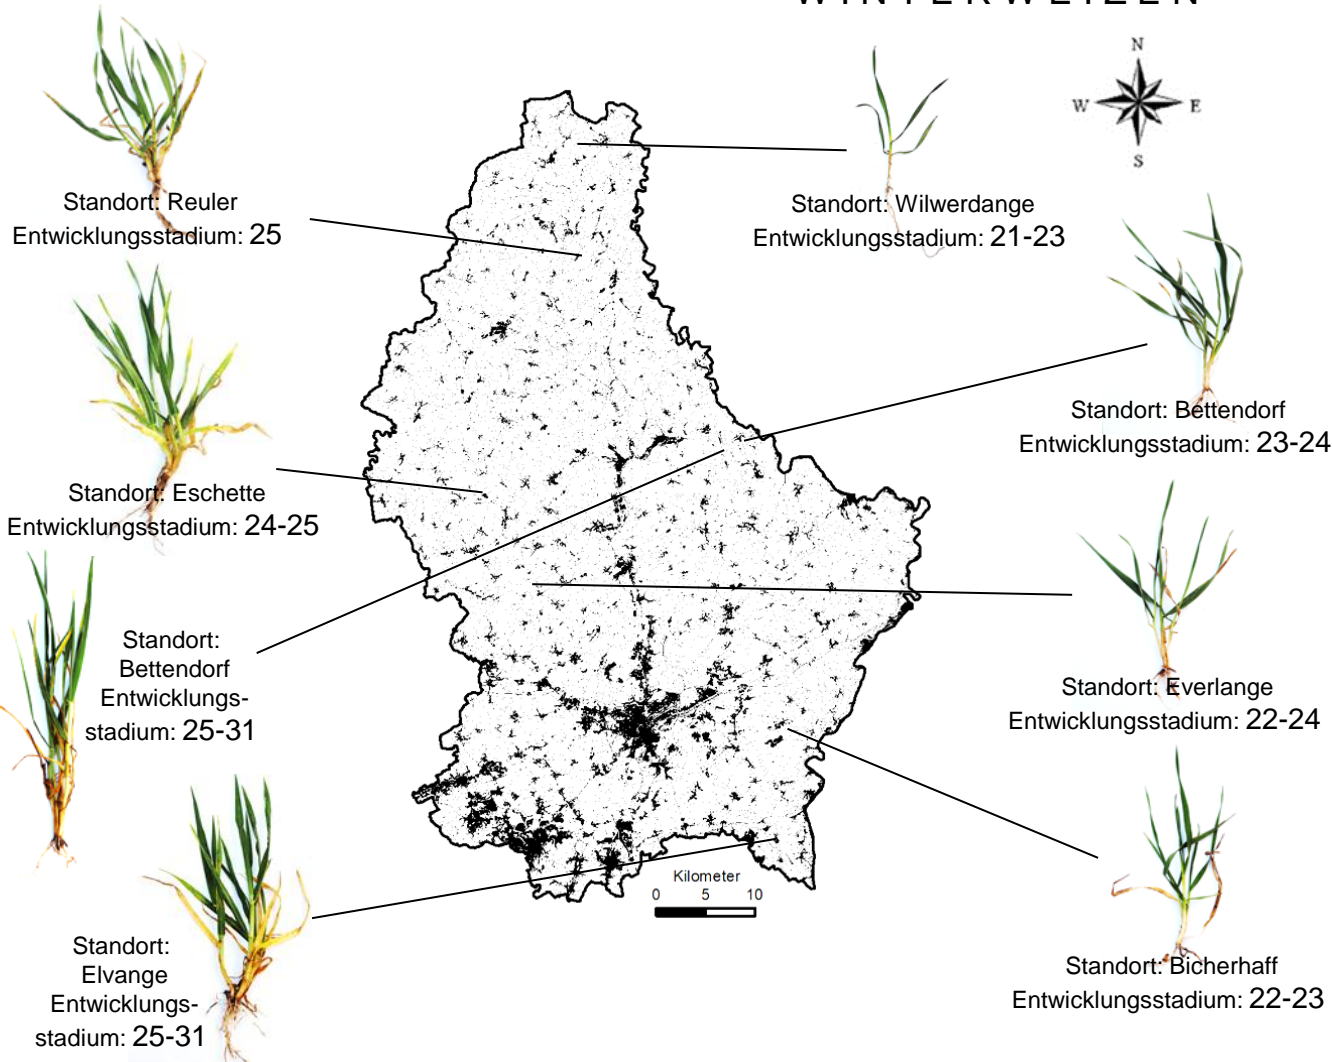 WINTERWEIZEN
N
W E
S
Standort: Reuler
Entwicklungsstadium: 25
Standort: Wilwerdange
Entwicklungsstadium: 21-23
Standort: Bettendorf
Entwicklungsstadium: 23-24
Standort: Eschette
Entwicklungsstadium: 24-25
Standort:
Bettendorf
Entwicklungs-
stadium: 25-31
Standort: Everlange
Entwicklungsstadium: 22-24
Kilometer
0 5 10
Standort:
Elvange
Entwicklungs-
stadium: 25-31
Standort: Bicherhaff
Entwicklungsstadium: 22-23